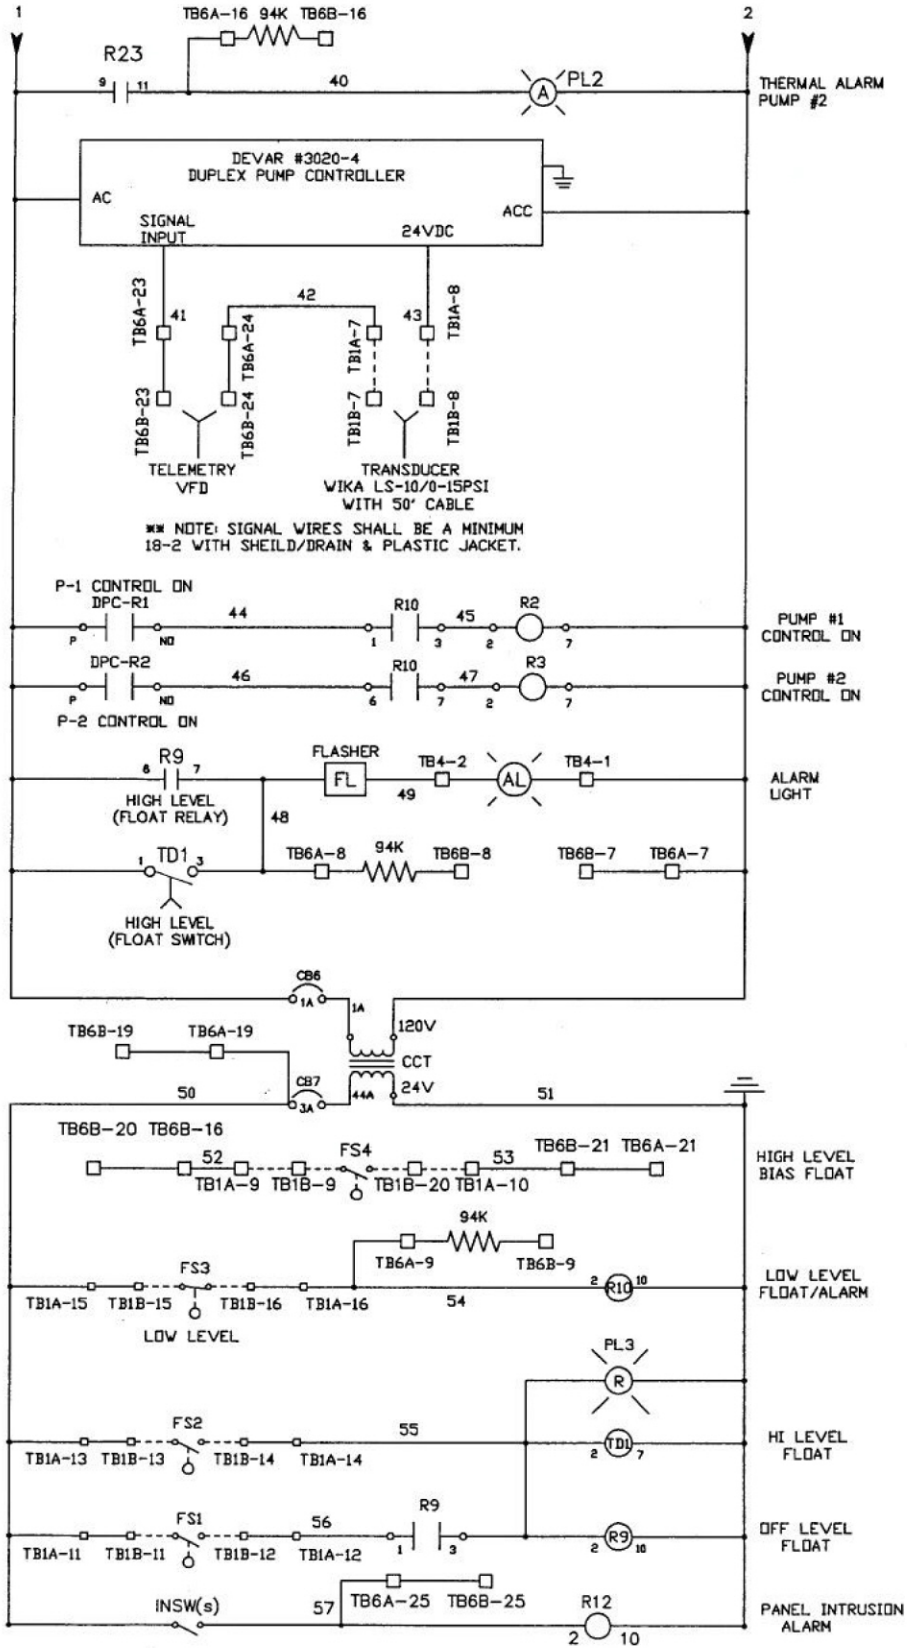 1
TB6A-16 94K TB6B-16
2
R23
9 11
40
A
PL2
THERMAL ALARM
PUMP #2
DEVAR #3020-4
DUPLEX PUMP CONTROLLER
AC
ACC
SIGNAL
INPUT
24VDC
TB6A-23
41
TB6A-24
42
TB1A-7
43
TB1A-8
TB6B-23
TB6B-24
TB1B-7
TB1B-8
TELEMETRY
VFD
TRANSDUCER
WIKA LS-10/0-15PSI
WITH 50' CABLE
** NOTE: SIGNAL WIRES SHALL BE A MINIMUM
18-2 WITH SHEILD/DRAIN & PLASTIC JACKET.
P-1 CONTROL ON
DPC-R1
44
R10
45
R2
P NO 1 3 2 7
PUMP #1
CONTROL ON
DPC-R2
46
R10
47
R3
P NO 6 7 2 7
PUMP #2
CONTROL ON
P-2 CONTROL ON
R9
6 7
HIGH LEVEL
(FLOAT RELAY)
FLASHER
FL
49
TB4-2
AL
TB4-1
ALARM
LIGHT
48
TD1
1 3
TB6A-8 94K TB6B-8
TB6B-7 TB6A-7
HIGH LEVEL
(FLOAT SWITCH)
CB6
1A
1A
120V
CCT
24V
TB6B-19 TB6A-19
50
CB7
3A
44A
51
TB6B-20 TB6B-16
52
FS4
53
TB6B-21 TB6A-21
TB1A-9 TB1B-9 TB1B-20 TB1A-10
HIGH LEVEL
BIAS FLOAT
94K
TB6A-9 TB6B-9
FS3
TB1A-15 TB1B-15 TB1B-16 TB1A-16
54
2 R10 10
LOW LEVEL
FLOAT/ALARM
LOW LEVEL
PL3
R
FS2
55
TB1A-13 TB1B-13 TB1B-14 TB1A-14
2 TD1 7
HI LEVEL
FLOAT
FS1
56
R9
TB1A-11 TB1B-11 TB1B-12 TB1A-12
1 3
2 R9 10
OFF LEVEL
FLOAT
INSW(s)
57
TB6A-25 TB6B-25
R12
2 10
PANEL INTRUSION
ALARM